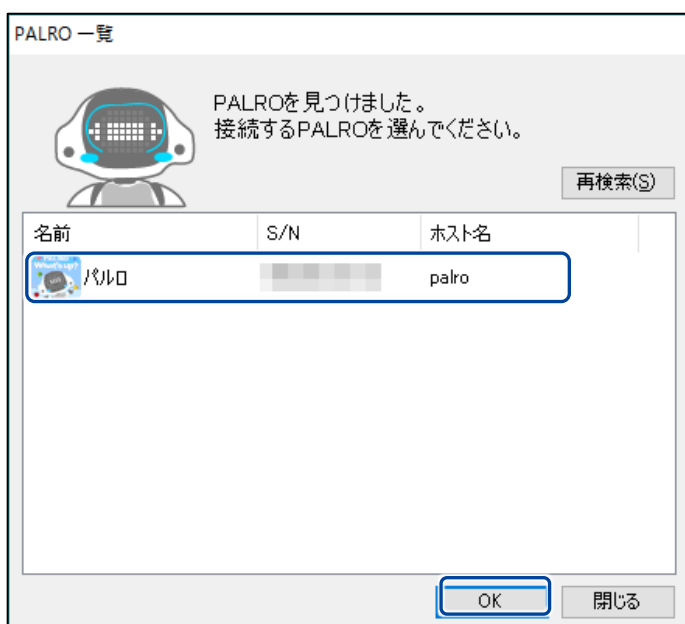 PALRO 一覧
PALROを見つけました。
接続するPALROを選んでください。
再検索(S)
名前 S/N ホスト名
パルロ palro
OK 閉じる